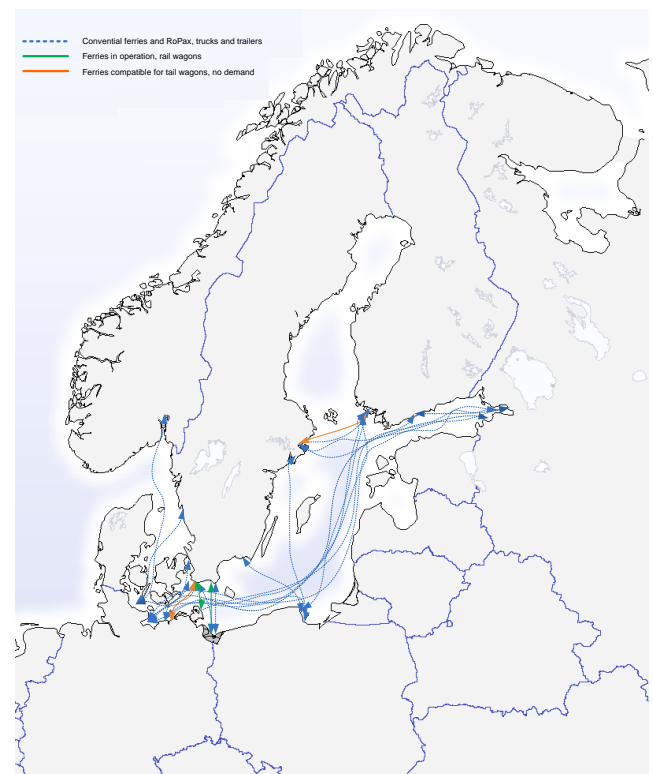 Convential ferries and RoPax, trucks and trailers
Ferries in operation, rail wagons
Ferries compatible for tail wagons, no demand